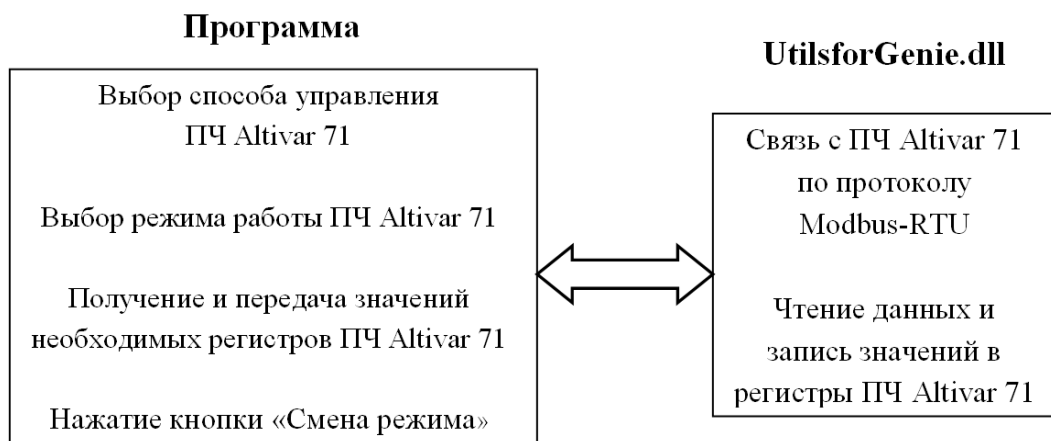 Программа
Выбор способа управления
ПЧ Altivar 71
Выбор режима работы ПЧ Altivar 71
Получение и передача значений
необходимых регистров ПЧ Altivar 71
Нажатие кнопки «Смена режима»
UtilsforGenie.dll
Связь с ПЧ Altivar 71
по протоколу
Modbus-RTU
Чтение данных и
запись значений в
регистры ПЧ Altivar 71